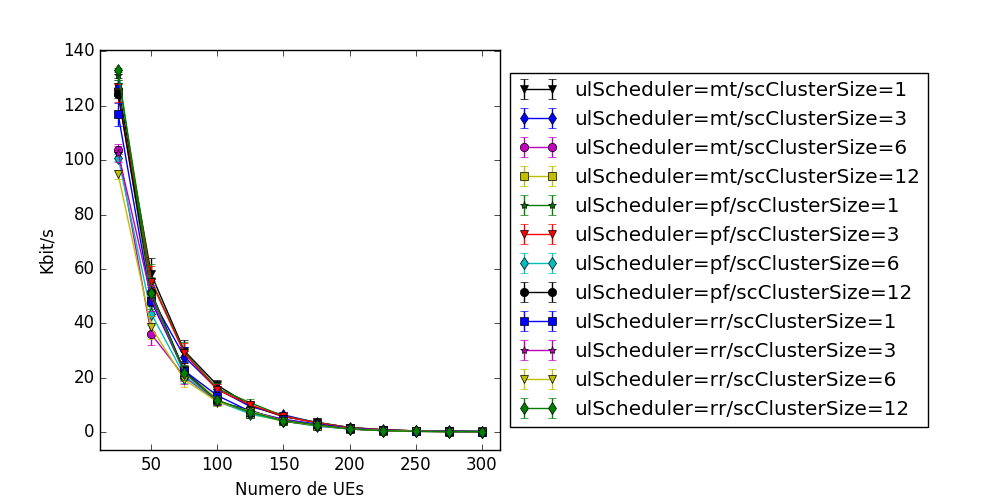 140
120
100
80
60
40
20
0
Kbit/s
50 100 150 200 250 300
Numero de UEs
ulScheduler=mt/scClusterSize=1
ulScheduler=mt/scClusterSize=3
ulScheduler=mt/scClusterSize=6
ulScheduler=mt/scClusterSize=12
ulScheduler=pf/scClusterSize=1
ulScheduler=pf/scClusterSize=3
ulScheduler=pf/scClusterSize=6
ulScheduler=pf/scClusterSize=12
ulScheduler=rr/scClusterSize=1
ulScheduler=rr/scClusterSize=3
ulScheduler=rr/scClusterSize=6
ulScheduler=rr/scClusterSize=12